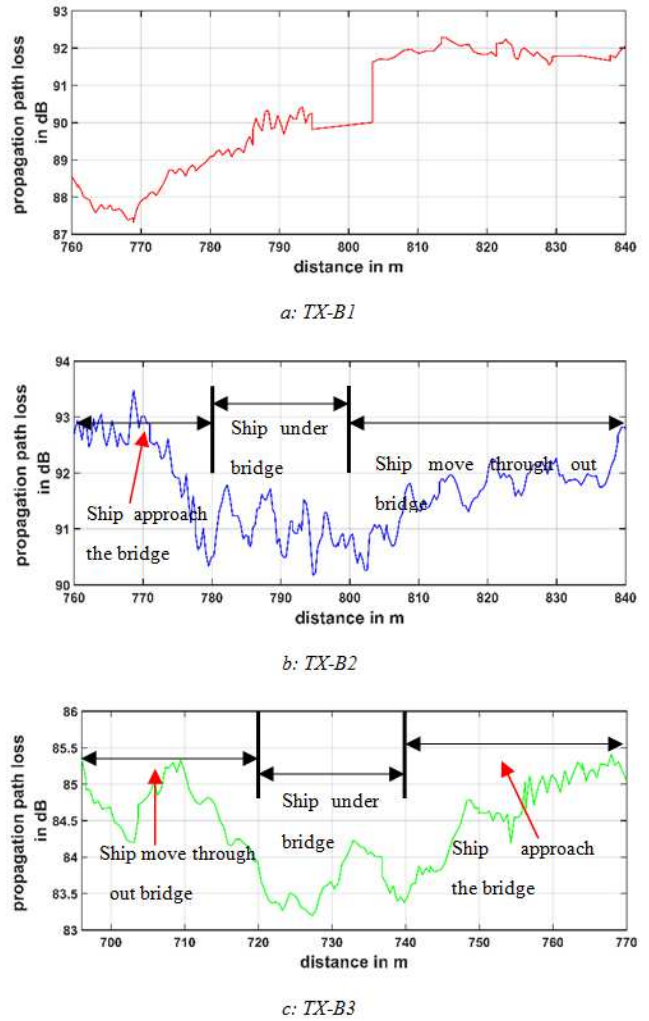 93
92
91
90
89
88
87
propagation path loss
in dB
760 770 780 790 800 810 820 830 840
distance in m
a: TX-B1
94
93
92
91
90
propagation path loss
in dB
Ship approach
the bridge
Ship under
bridge
Ship move through out
bridge
760 770 780 790 800 810 820 830 840
distance in m
b: TX-B2
86
85.5
85
84.5
84
83.5
83
propagation path loss
in dB
Ship move through
out bridge
Ship under
bridge
Ship approach
the bridge
700 710 720 730 740 750 760 770
distance in m
c: TX-B3